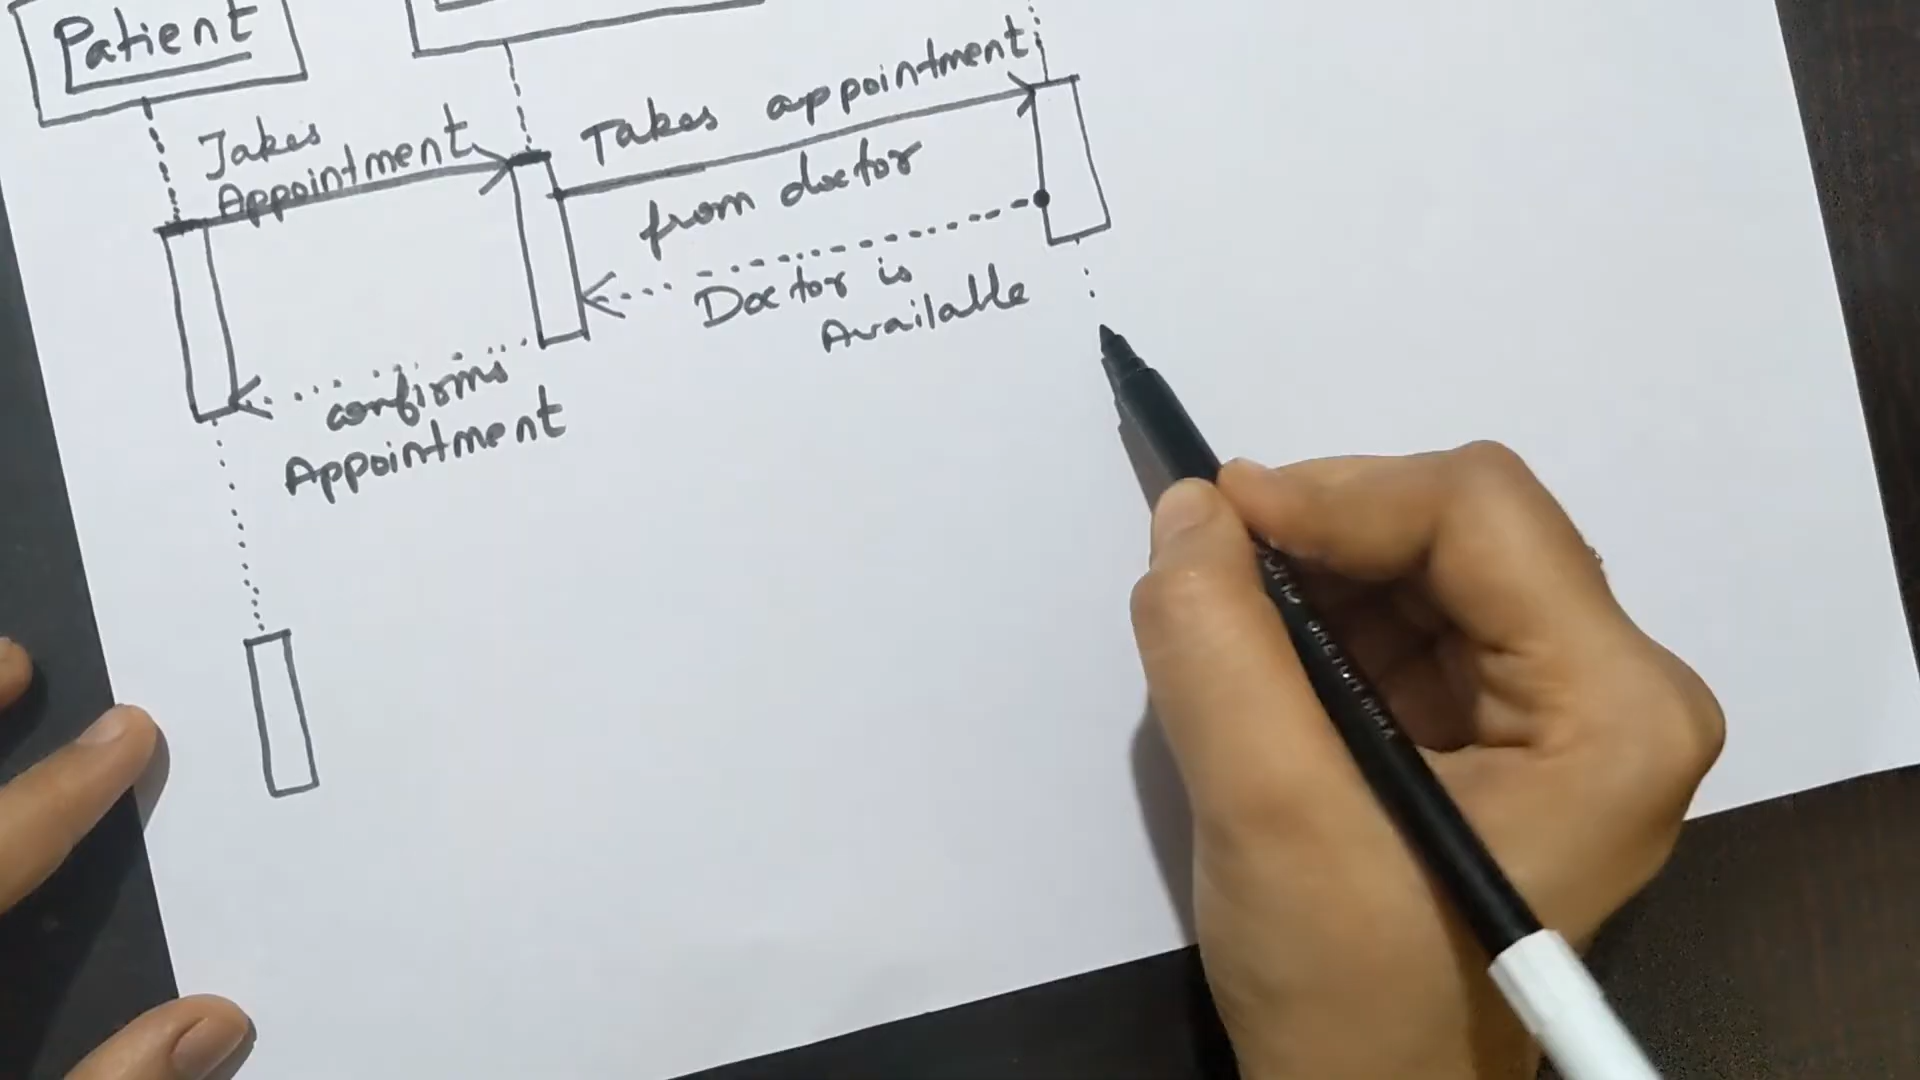 Patient
Takes
Appointment
Takes appointment
from doctor
Doctor is
Available
confirms
Appointment